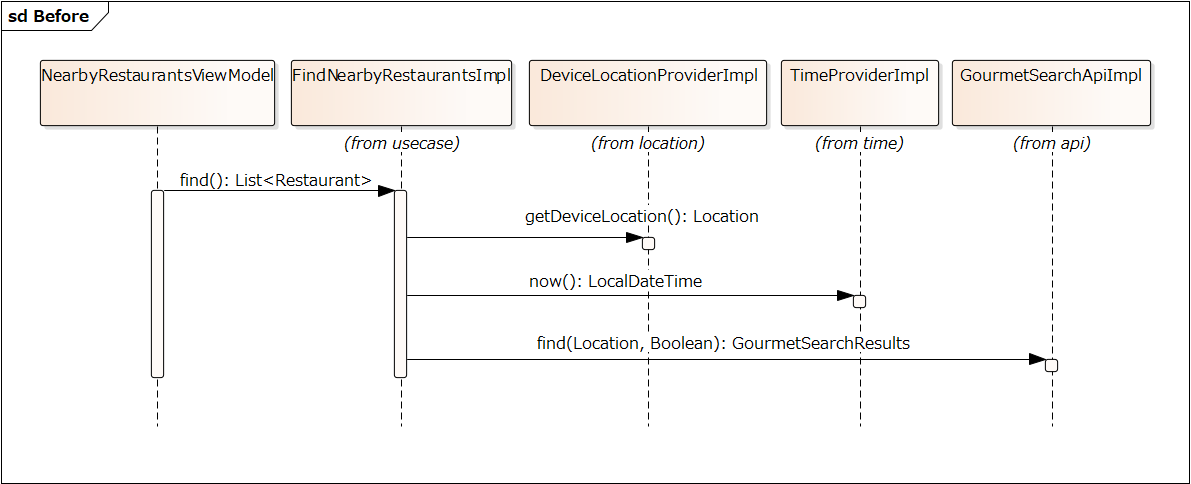 sd Before
NearbyRestaurantsViewModel
FindNearbyRestaurantsImpl
DeviceLocationProviderImpl
TimeProviderImpl
GourmetSearchApiImpl
(from usecase)
(from location)
(from time)
(from api)
find(): List<Restaurant>
getDeviceLocation(): Location
now(): LocalDateTime
find(Location, Boolean): GourmetSearchResults